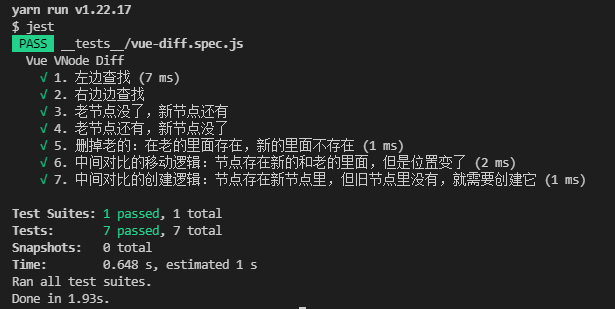 yarn run v1.22.17
$ jest
PASS __tests__/vue-diff.spec.js
Vue VNode Diff
√ 1. 左边查找 (7 ms)
√ 2. 右边边查找
√ 3. 老节点没了，新节点还有
√ 4. 老节点还有，新节点没了
√ 5. 删掉老的：在老的里面存在，新的里面不存在 (1 ms)
√ 6. 中间对比的移动逻辑：节点存在新的和老的里面，但是位置变了 (2 ms)
√ 7. 中间对比的创建逻辑：节点存在新节点里，但旧节点里没有，就需要创建它 (1 ms)
Test Suites: 1 passed, 1 total
Tests: 7 passed, 7 total
Snapshots: 0 total
Time: 0.648 s, estimated 1 s
Ran all test suites.
Done in 1.93s.